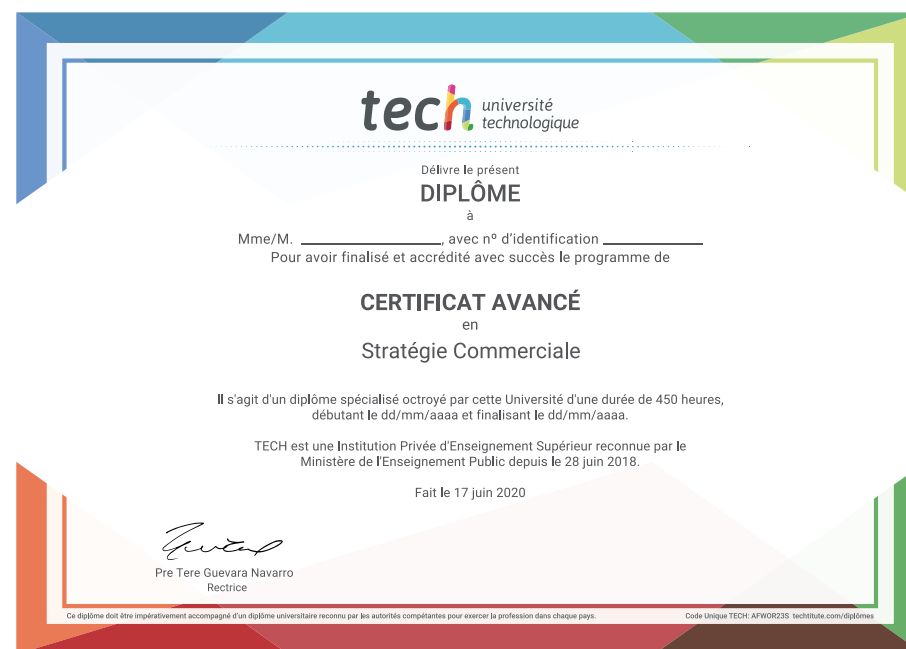 tech université
technologique
Délivre le présent
DIPLÔME
à
Mme/M. ____________________, avec nº d'identification ______________
Pour avoir finalisé et accrédité avec succès le programme de
CERTIFICAT AVANCÉ
en
Stratégie Commerciale
Il s'agit d'un diplôme spécialisé octroyé par cette Université d'une durée de 450 heures,
débutant le dd/mm/aaaa et finalisant le dd/mm/aaaa.
TECH est une Institution Privée d'Enseignement Supérieur reconnue par le
Ministère de l'Enseignement Public depuis le 28 juin 2018.
Fait le 17 juin 2020
Pre Tere Guevara Navarro
Rectrice
Ce diplôme doit être impérativement accompagné d'un diplôme universitaire reconnu par les autorités compétantes pour exercer la profession dans chaque pays.
Code Unique TECH: AFWOR23S techtitute.com/diplômes